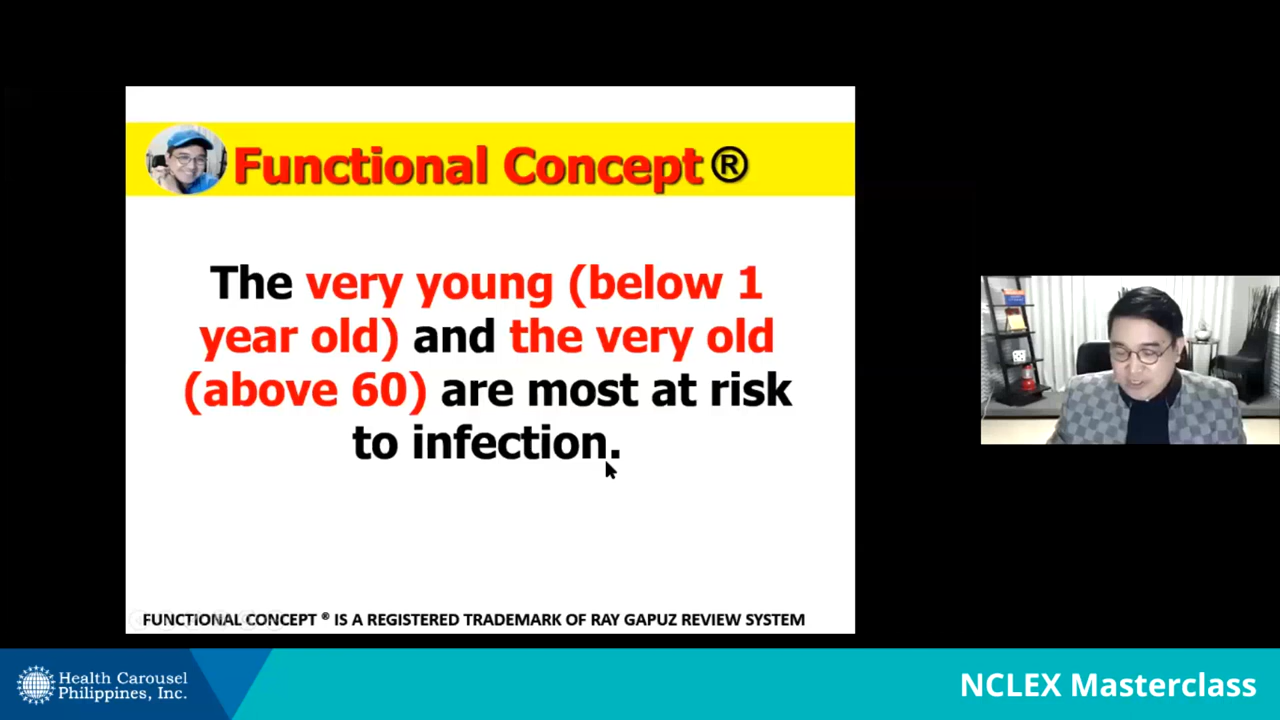 Functional Concept®
The very young (below 1
year old) and the very old
(above 60) are most at risk
to infection.
FUNCTIONAL CONCEPT ® IS A REGISTERED TRADEMARK OF RAY GAPUZ REVIEW SYSTEM
Health Carousel
Philippines, Inc.
NCLEX Masterclass